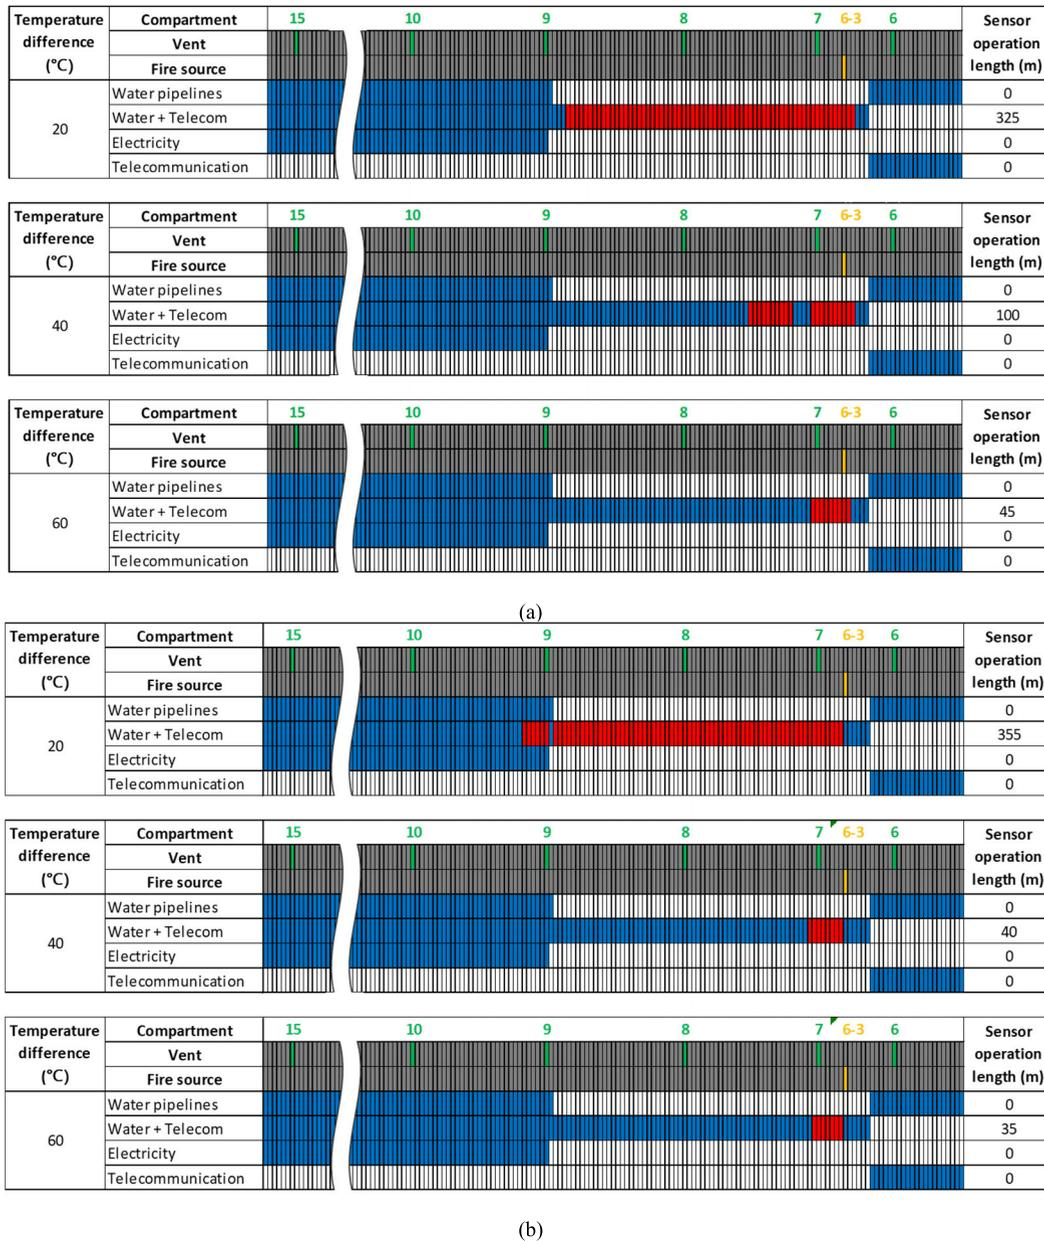 Temperature Compartment 15 10 9 8 7 6-3 6 Sensor
difference Vent operation
(°C) Fire source length (m)
20 Water pipelines 0
Water + Telecom 325
Electricity 0
Telecommunication 0
Temperature Compartment 15 10 9 8 7 6-3 6 Sensor
difference Vent operation
(°C) Fire source length (m)
40 Water pipelines 0
Water + Telecom 100
Electricity 0
Telecommunication 0
Temperature Compartment 15 10 9 8 7 6-3 6 Sensor
difference Vent operation
(°C) Fire source length (m)
60 Water pipelines 0
Water + Telecom 45
Electricity 0
Telecommunication 0
(a)
Temperature Compartment 15 10 9 8 7 6-3 6 Sensor
difference Vent operation
(°C) Fire source length (m)
20 Water pipelines 0
Water + Telecom 355
Electricity 0
Telecommunication 0
Temperature Compartment 15 10 9 8 7 6-3 6 Sensor
difference Vent operation
(°C) Fire source length (m)
40 Water pipelines 0
Water + Telecom 40
Electricity 0
Telecommunication 0
Temperature Compartment 15 10 9 8 7 6-3 6 Sensor
difference Vent operation
(°C) Fire source length (m)
60 Water pipelines 0
Water + Telecom 35
Electricity 0
Telecommunication 0
(b)